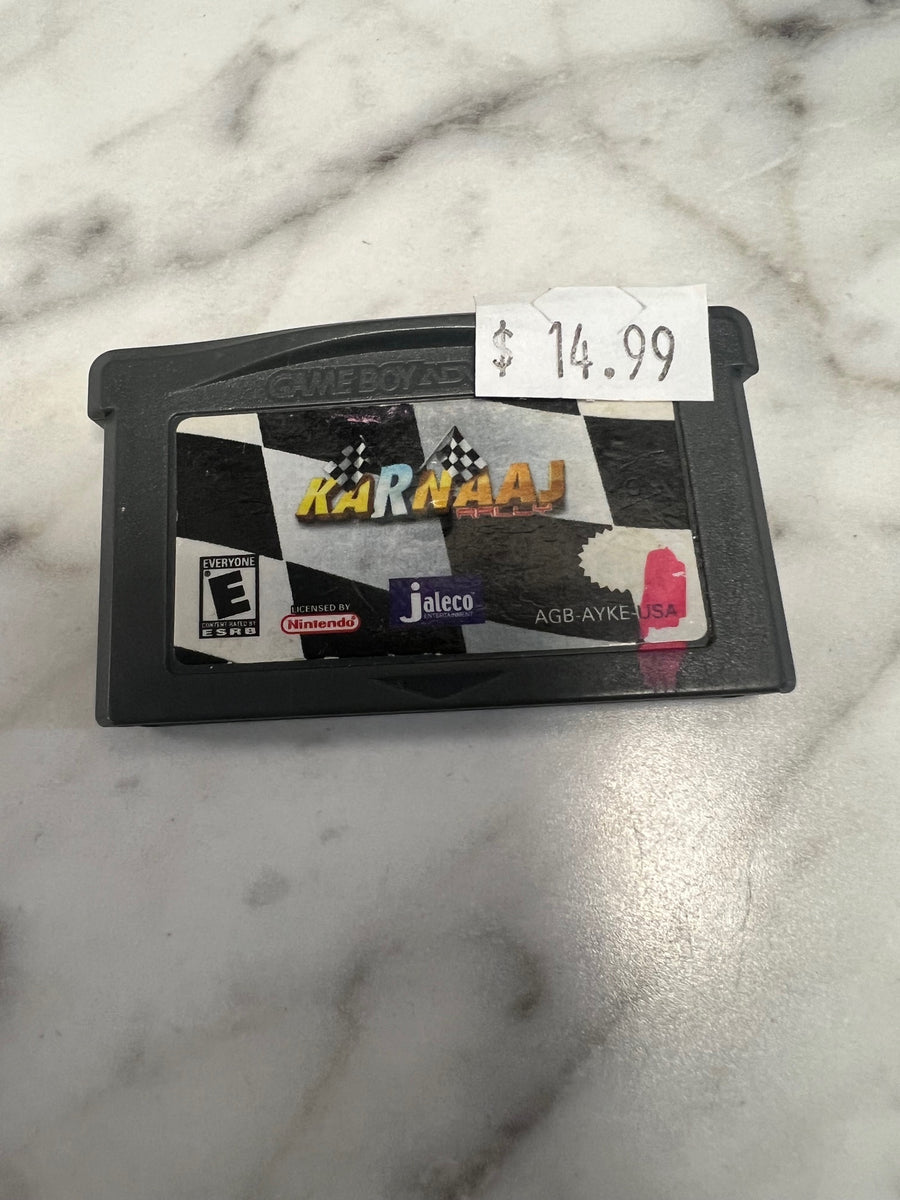 $ 14.99
GAME BOY AD
KARNAAJ
RALLY
EVERYONE
E
CONTENT RATED BY
ESRB
LICENSED BY
Nintendo
jaleco
ENTERTAINMENT
AGB-AYKE-USA